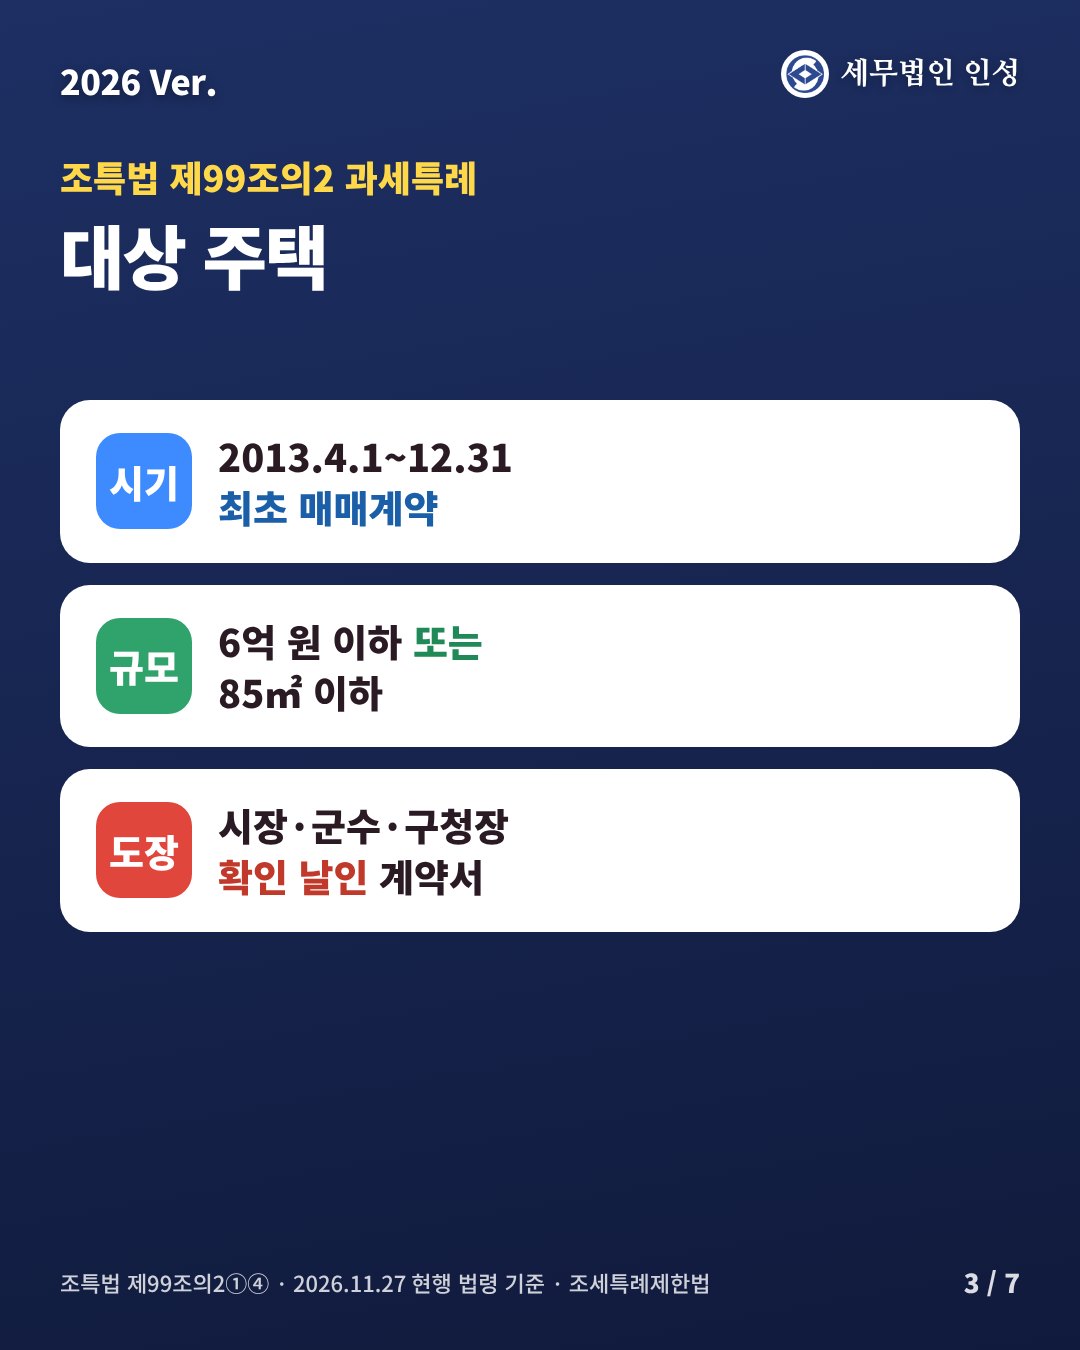 2026 Ver.
세무법인 인성
조특법 제99조의2 과세특례
대상 주택
시기
2013.4.1~12.31
최초 매매계약
규모
6억 원 이하 또는
85㎡ 이하
도장
시장·군수·구청장
확인 날인 계약서
조특법 제99조의2①④ · 2026.11.27 현행 법령 기준 · 조세특례제한법
3 / 7